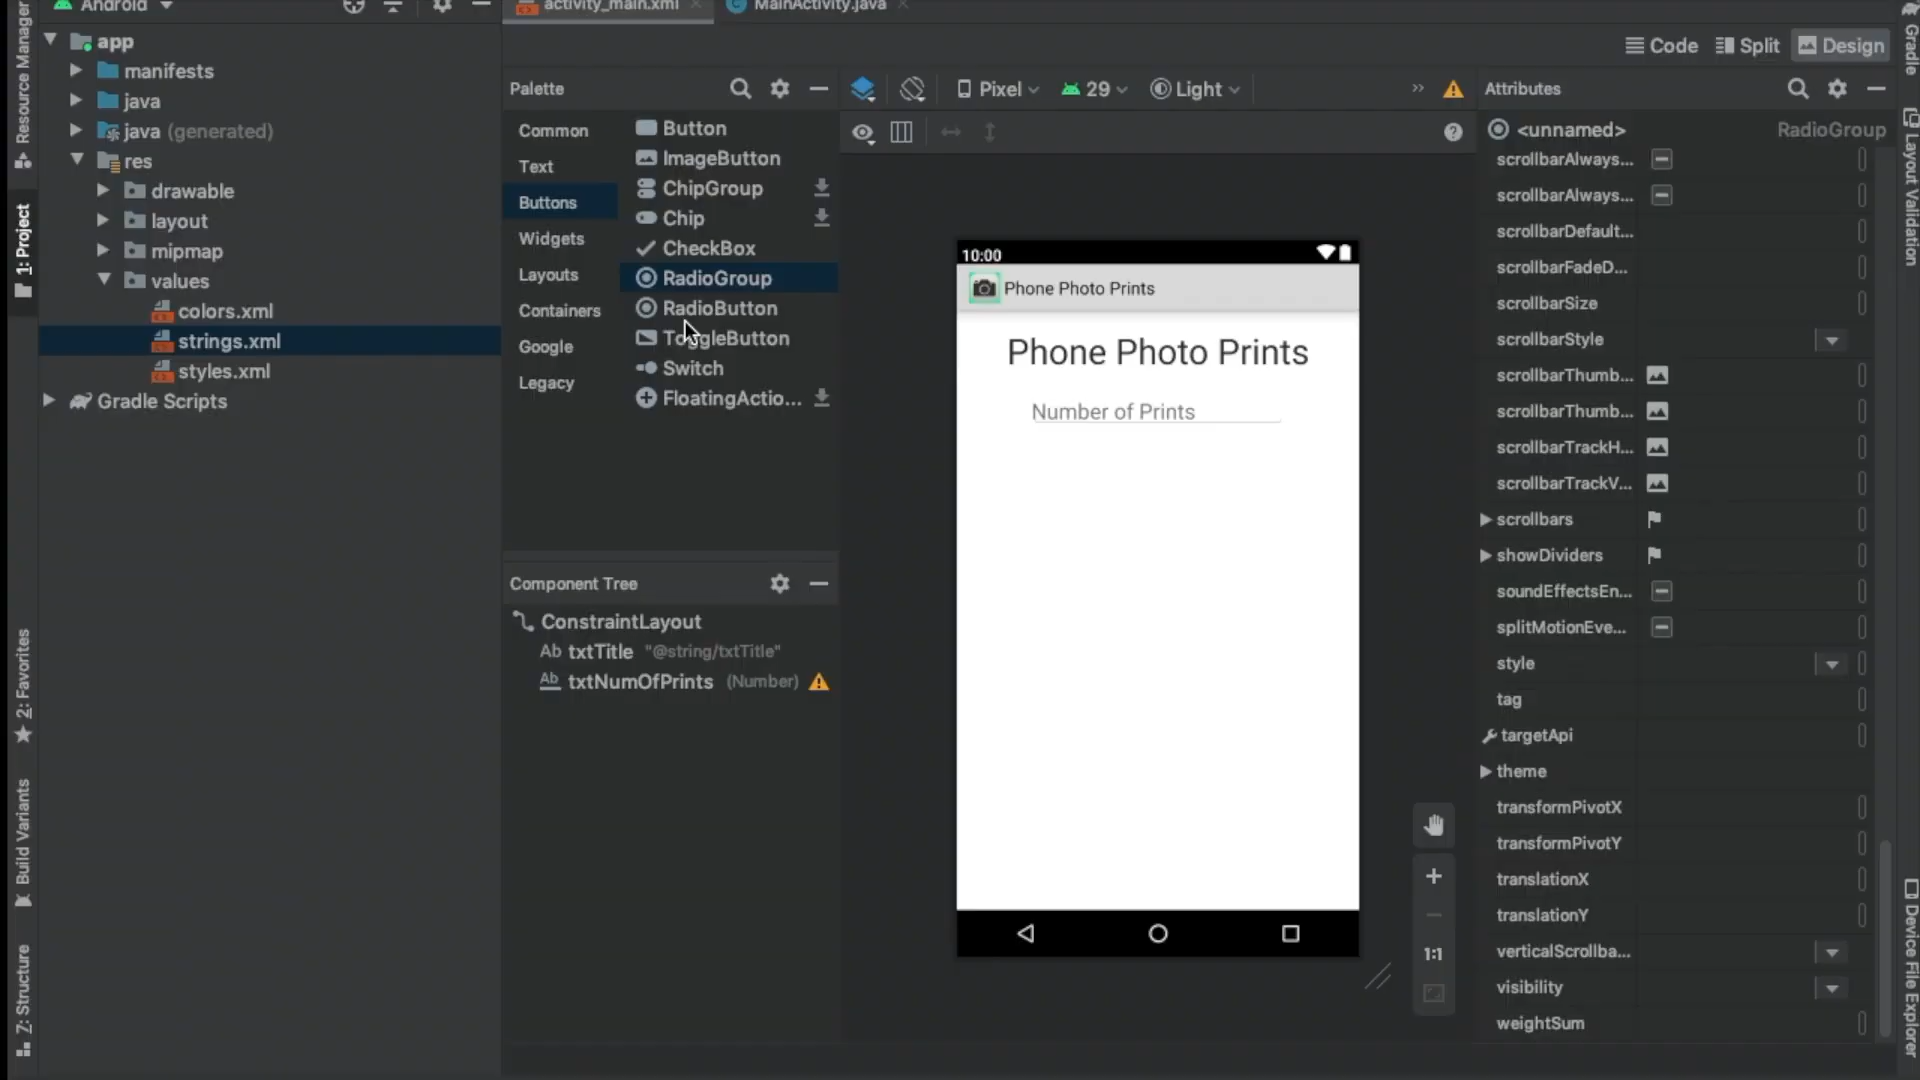 Android
activity_main.xml
MainActivity.java
Resource Manager
1: Project
2: Favorites
Build Variants
Z: Structure
app
manifests
java
java (generated)
res
drawable
layout
mipmap
values
colors.xml
strings.xml
styles.xml
Gradle Scripts
Palette
Common
Text
Buttons
Widgets
Layouts
Containers
Google
Legacy
Button
ImageButton
ChipGroup
Chip
CheckBox
RadioGroup
RadioButton
ToggleButton
Switch
FloatingActio...
Component Tree
ConstraintLayout
Ab txtTitle "@string/txtTitle"
Ab txtNumOfPrints (Number)
Code Split Design
Pixel 29 Light
10:00
Phone Photo Prints
Phone Photo Prints
Number of Prints
1:1
Attributes
<unnamed> RadioGroup
scrollbarAlways...
scrollbarAlways...
scrollbarDefault...
scrollbarFadeD...
scrollbarSize
scrollbarStyle
scrollbarThumb...
scrollbarThumb...
scrollbarTrackH...
scrollbarTrackV...
scrollbars
showDividers
soundEffectsEn...
splitMotionEve...
style
tag
targetApi
theme
transformPivotX
transformPivotY
translationX
translationY
verticalScrollba...
visibility
weightSum
Gradle
Layout Validation
Device File Explorer